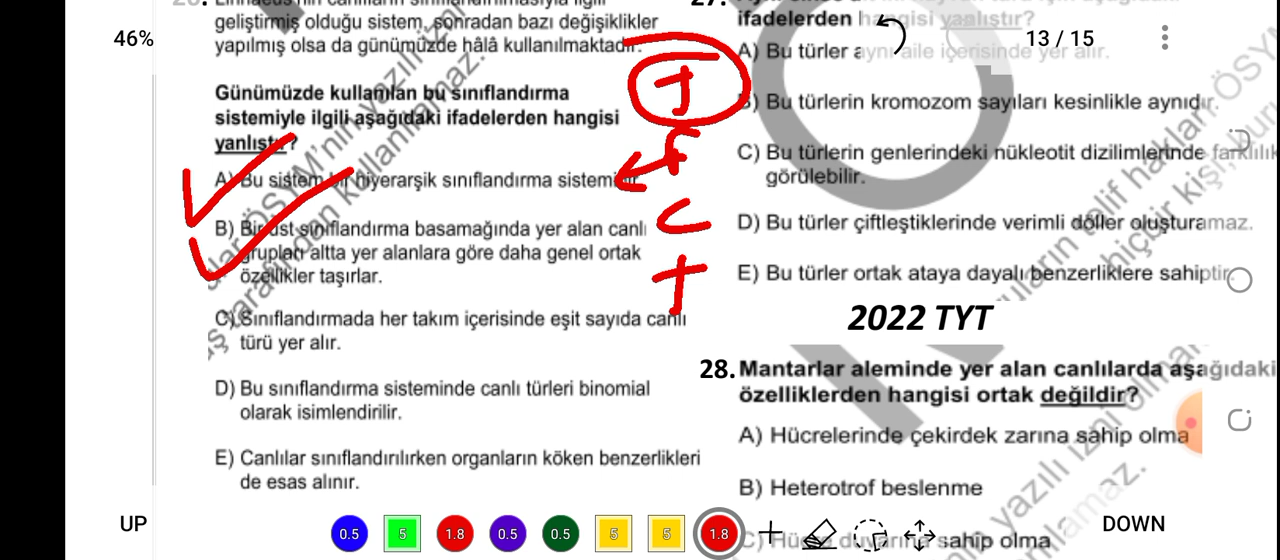 46%
geliştirmiş olduğu sistem, sonradan bazı değişiklikler
yapılmış olsa da günümüzde hâlâ kullanılmaktadır.
Günümüzde kullanılan bu sınıflandırma
sistemiyle ilgili aşağıdaki ifadelerden hangisi
yanlıştır?
A) Bu sistem bir hiyerarşik sınıflandırma sistemidir.
B) Bir üst sınıflandırma basamağında yer alan canlı
grupları altta yer alanlara göre daha genel ortak
özellikler taşırlar.
C) Sınıflandırmada her takım içerisinde eşit sayıda canlı
türü yer alır.
D) Bu sınıflandırma sisteminde canlı türleri binomial
olarak isimlendirilir.
E) Canlılar sınıflandırılırken organların köken benzerlikleri
de esas alınır.
C
T
27.
ifadelerden hangisi yanlıştır?
13 / 15
A) Bu türler aynı aile içerisinde yer alır.
B) Bu türlerin kromozom sayıları kesinlikle aynıdır.
C) Bu türlerin genlerindeki nükleotit dizilimlerinde farklılık
görülebilir.
D) Bu türler çiftleştiklerinde verimli döller oluşturamaz.
E) Bu türler ortak ataya dayalı benzerliklere sahiptir.
2022 TYT
28. Mantarlar aleminde yer alan canlılarda aşağıdaki
özelliklerden hangisi ortak değildir?
A) Hücrelerinde çekirdek zarına sahip olma
B) Heterotrof beslenme
C) Hücre duvarına sahip olma
UP
0.5
5
1.8
0.5
0.5
5
5
1.8
DOWN